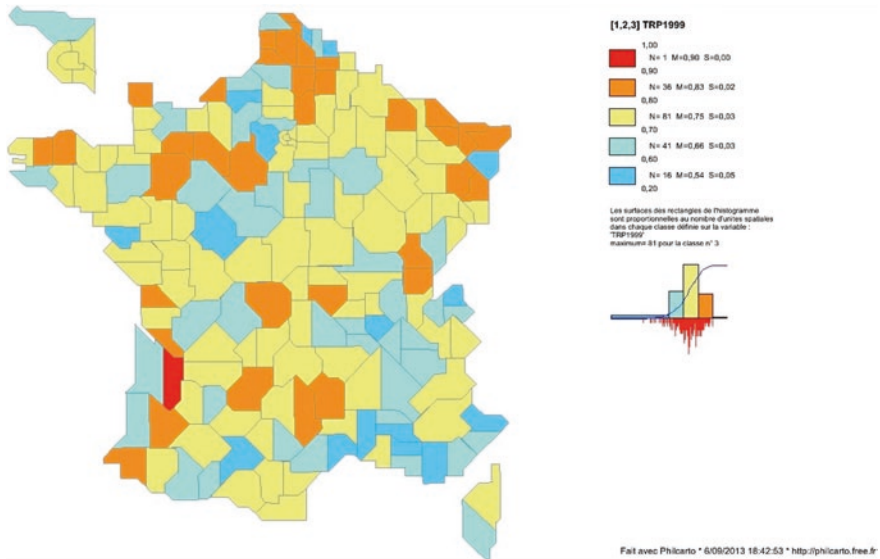 [1,2,3] TRP1999
1,00
N= 1 M=0,90 S=0,00
0,90
N= 36 M=0,83 S=0,02
0,80
N= 81 M=0,75 S=0,03
0,70
N= 41 M=0,66 S=0,03
0,60
N= 16 M=0,54 S=0,05
0,20
Les surfaces des rectangles de l'histogramme
sont proportionnelles au nombre d'unites spatiales
dans chaque classe définie sur la variable :
'TRP1999'
maximum= 81 pour la classe n° 3
Fait avec Philcarto * 6/09/2013 18:42:53 * http://philcarto.free.fr